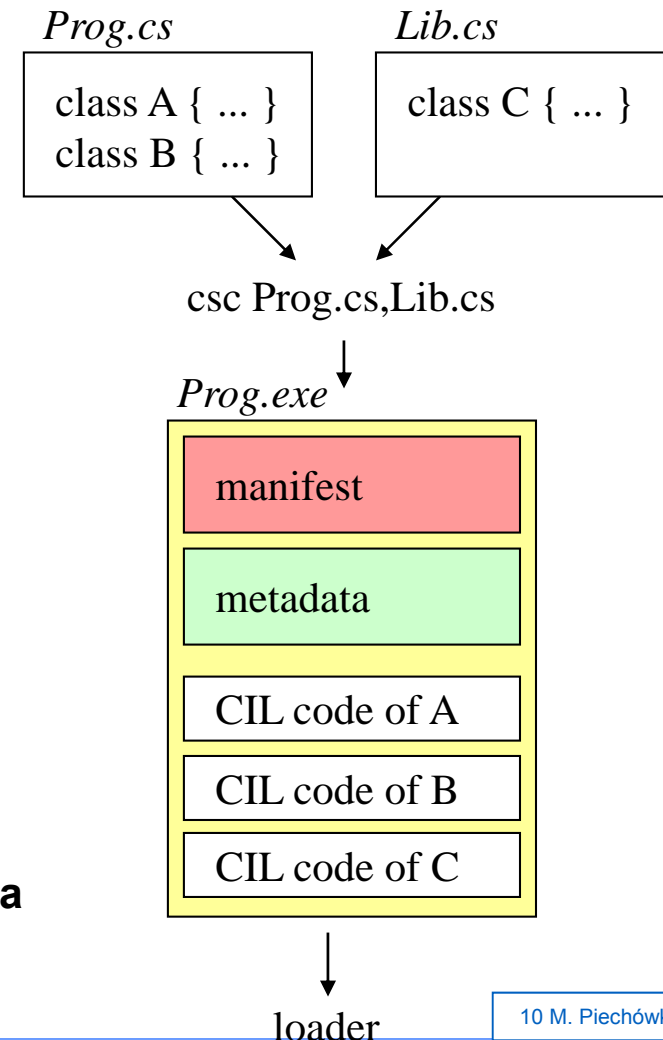 Prog.cs
Lib.cs
class A { ... }
class B { ... }
class C { ... }
csc Prog.cs,Lib.cs
Prog.exe
manifest
metadata
CIL code of A
CIL code of B
CIL code of C
a
loader
10 M. Piechówk